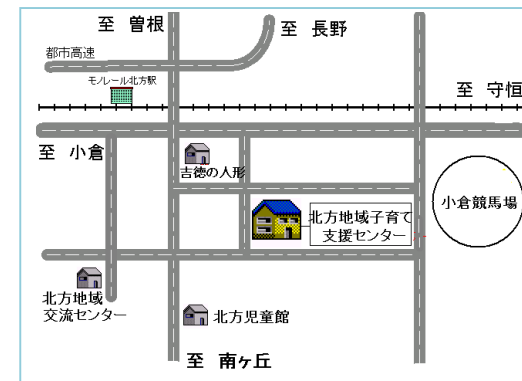 至 曽根
至 長野
都市高速
モノレール北方駅
至 守恒
至 小倉
吉徳の人形
小倉競馬場
北方地域子育て
支援センター
北方地域
交流センター
北方児童館
至 南ヶ丘